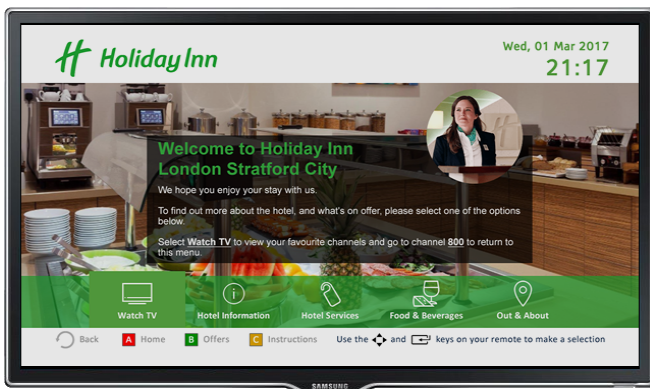 Holiday Inn
Wed, 01 Mar 2017
21:17
Welcome to Holiday Inn
London Stratford City
We hope you enjoy your stay with us.
To find out more about the hotel, and what's on offer, please select one of the options
below.
Select Watch TV to view your favourite channels and go to channel 800 to return to
this menu.
Watch TV
Hotel Information
Hotel Services
Food & Beverages
Out & About
Back
A Home
B Offers
C Instructions
Use the and keys on your remote to make a selection
SAMSUNG